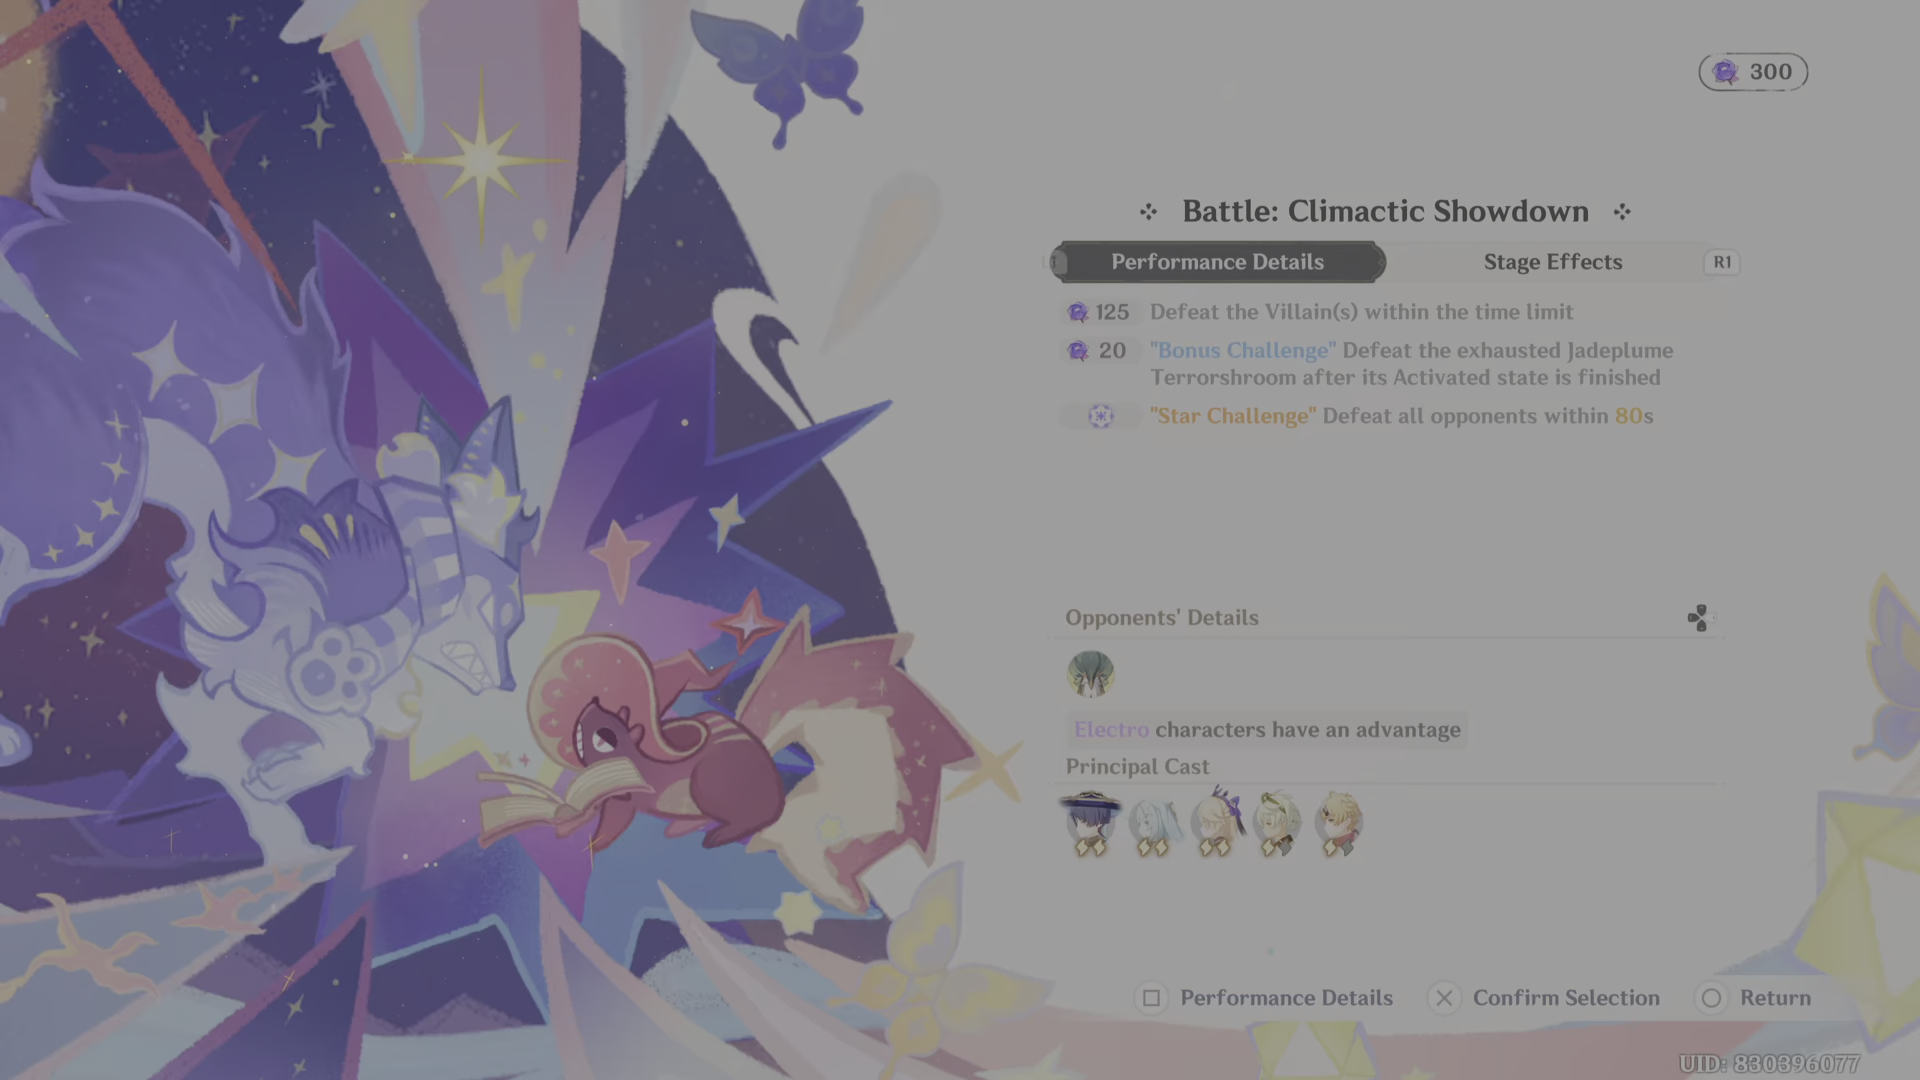 300
Battle: Climactic Showdown
Performance Details
Stage Effects
R1
125 Defeat the Villain(s) within the time limit
20 "Bonus Challenge" Defeat the exhausted Jadeplume
Terrorshroom after its Activated state is finished
"Star Challenge" Defeat all opponents within 80s
Opponents' Details
Electro characters have an advantage
Principal Cast
Performance Details
Confirm Selection
Return
UID: 830396077